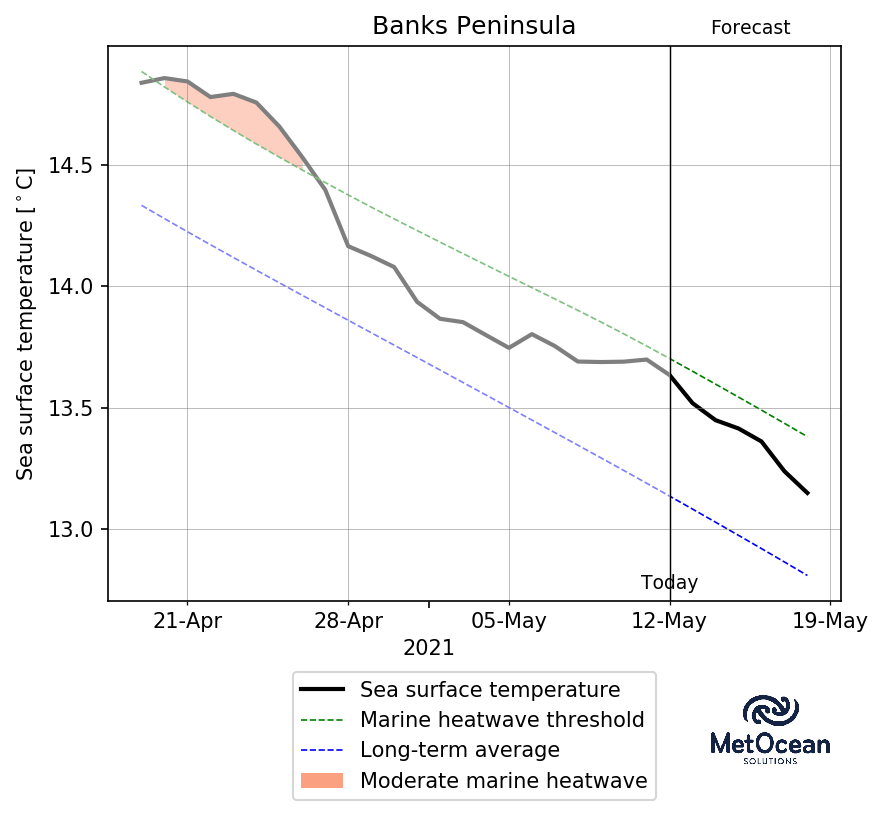 Banks Peninsula
Forecast
Sea surface temperature [°C]
14.5
14.0
13.5
13.0
Today
21-Apr 28-Apr 05-May 12-May 19-May
2021
Sea surface temperature
Marine heatwave threshold
Long-term average
Moderate marine heatwave
MetOcean
SOLUTIONS